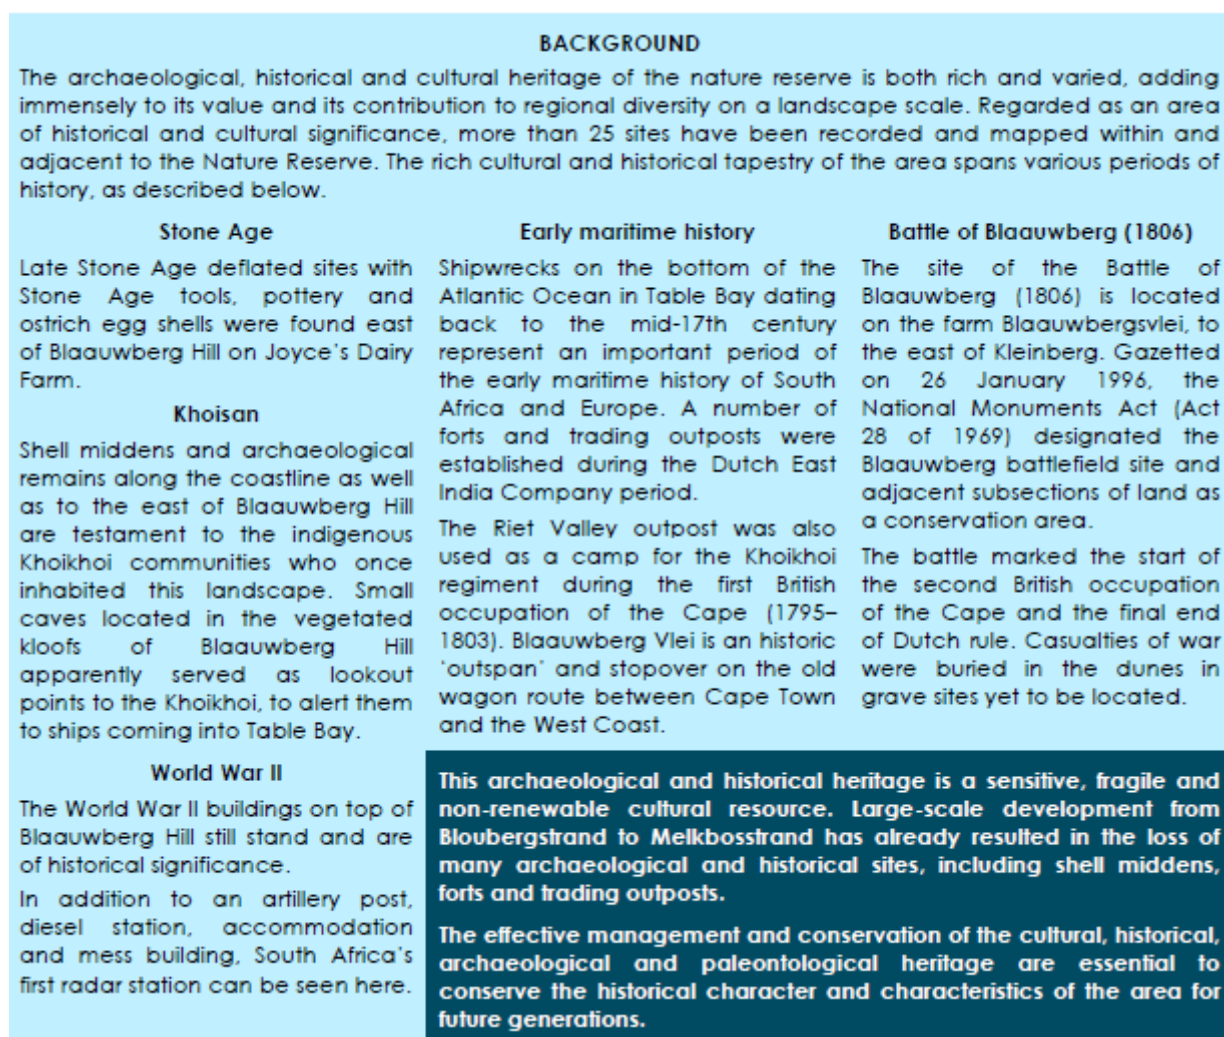 BACKGROUND
The archaeological, historical and cultural heritage of the nature reserve is both rich and varied, adding
immensely to its value and its contribution to regional diversity on a landscape scale. Regarded as an area
of historical and cultural significance, more than 25 sites have been recorded and mapped within and
adjacent to the Nature Reserve. The rich cultural and historical tapestry of the area spans various periods of
history, as described below.
Stone Age
Late Stone Age deflated sites with
Stone Age tools, pottery and
ostrich egg shells were found east
of Blaauwberg Hill on Joyce's Dairy
Farm.
Khoisan
Shell middens and archaeological
remains along the coastline as well
as to the east of Blaauwberg Hill
are testament to the indigenous
Khoikhoi communities who once
inhabited this landscape. Small
caves located in the vegetated
kloofs of Blaauwberg Hill
apparently served as lookout
points to the Khoikhoi, to alert them
to ships coming into Table Bay.
World War II
The World War II buildings on top of
Blaauwberg Hill still stand and are
of historical significance.
In addition to an artillery post,
diesel station, accommodation
and mess building, South Africa's
first radar station can be seen here.
Early maritime history
Shipwrecks on the bottom of the
Atlantic Ocean in Table Bay dating
back to the mid-17th century
represent an important period of
the early maritime history of South
Africa and Europe. A number of
forts and trading outposts were
established during the Dutch East
India Company period.
The Riet Valley outpost was also
used as a camp for the Khoikhoi
regiment during the first British
occupation of the Cape (1795–
1803). Blaauwberg Vlei is an historic
'outspan' and stopover on the old
wagon route between Cape Town
and the West Coast.
Battle of Blaauwberg (1806)
The site of the Battle of
Blaauwberg (1806) is located
on the farm Blaauwbergsvlei, to
the east of Kleinberg. Gazetted
on 26 January 1996, the
National Monuments Act (Act
28 of 1969) designated the
Blaauwberg battlefield site and
adjacent subsections of land as
a conservation area.
The battle marked the start of
the second British occupation
of the Cape and the final end
of Dutch rule. Casualties of war
were buried in the dunes in
grave sites yet to be located.
This archaeological and historical heritage is a sensitive, fragile and
non-renewable cultural resource. Large-scale development from
Bloubergstrand to Melkbosstrand has already resulted in the loss of
many archaeological and historical sites, including shell middens,
forts and trading outposts.
The effective management and conservation of the cultural, historical,
archaeological and paleontological heritage are essential to
conserve the historical character and characteristics of the area for
future generations.